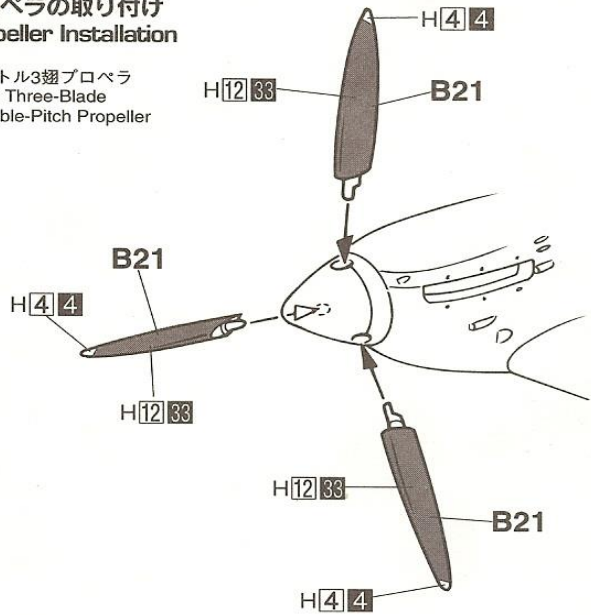 ペラの取り付け
peller Installation
トル3翅プロペラ
Three-Blade
ble-Pitch Propeller
H 4 4
H 12 33
B21
B21
H 4 4
H 12 33
H 12 33
B21
H 4 4